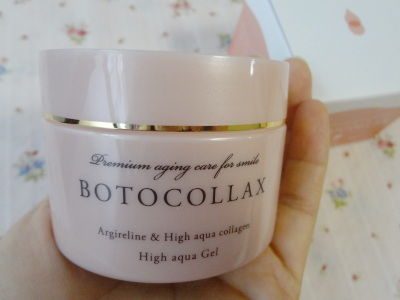 Premium aging care for smile
BOTOCOLLAX
Argireline & High aqua collagen
High aqua Gel